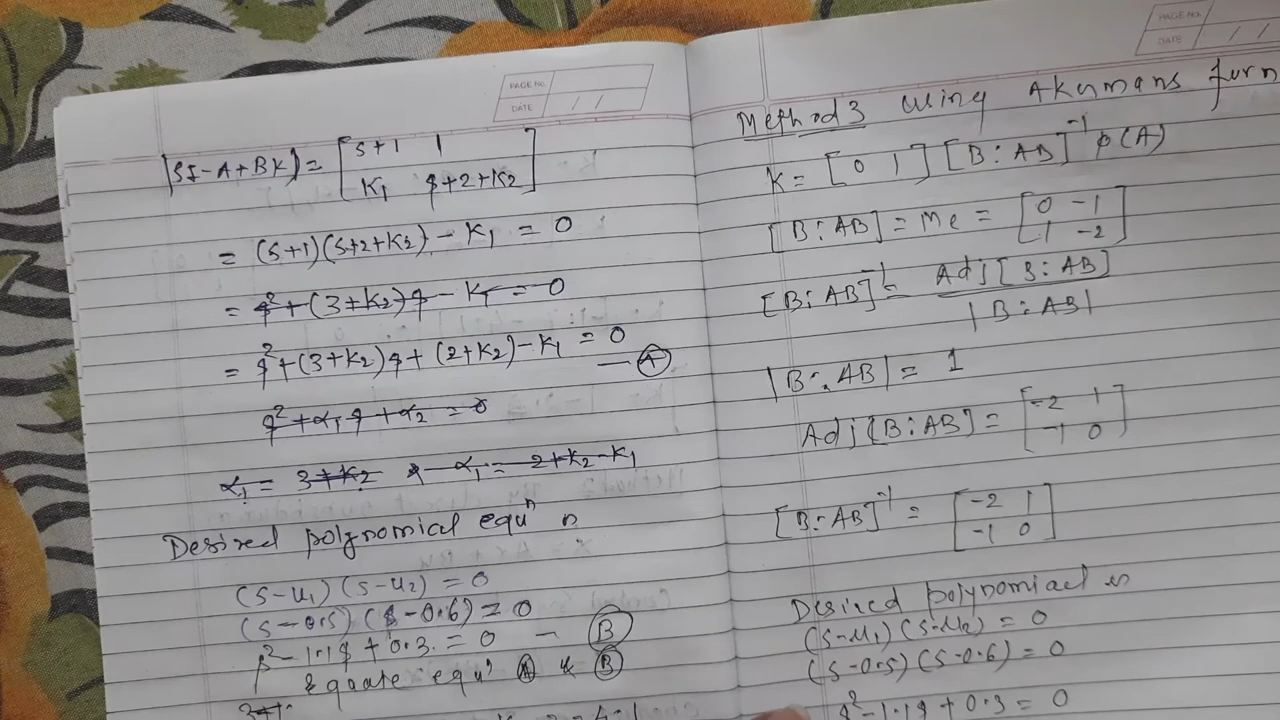 PAGE No.
DATE / /
|SI-A+BK| = [s+1 1
K1 s+2+K2]
= (s+1)(s+2+K2) - K1 = 0
= s²+(3+K2)s - K1 = 0
= s²+(3+K2)s + (2+K2)-K1 = 0 — A
s²+α1s+α2 = 0
α1 = 3+K2 & α1 = 2+K2-K1
Desired polynomial equⁿ is
(s-u1)(s-u2) = 0
(s-0.5)(s-0.6) = 0
s²-1.1s+0.3 = 0 — B
Equate equⁿ A & B
PAGE No.
DATE / /
Method 3 using Akumans form
K = [0 1] [B:AB]⁻¹ φ(A)
[B:AB] = Mc = [0 -1
1 -2]
[B:AB]⁻¹ = Adj[B:AB]
|B:AB|
|B:AB| = 1
Adj[B:AB] = [-2 1
-1 0]
[B:AB]⁻¹ = [-2 1
-1 0]
Desired polynomial is
(s-μ1)(s-μ2) = 0
(s-0.5)(s-0.6) = 0
s²-1.1s+0.3 = 0